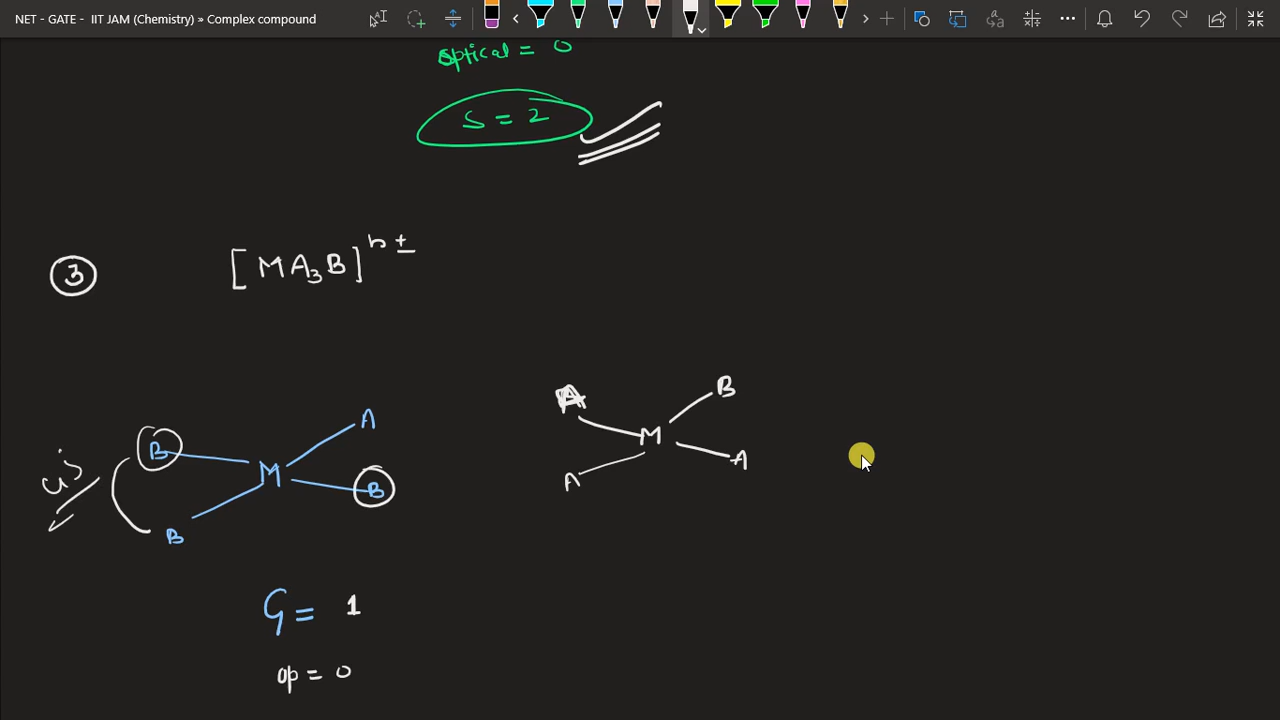 NET - GATE - IIT JAM (Chemistry) » Complex compound
optical = 0
S = 2
3 [MA₃B]ⁿ±
B A
M
B B
cis
A B
M
A A
G = 1
op = 0